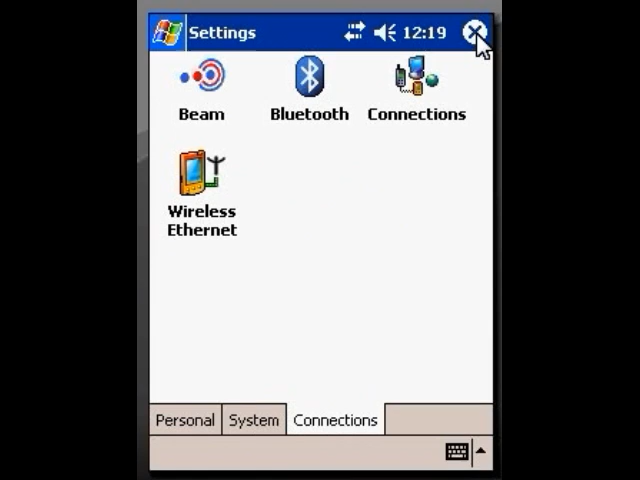 Settings 12:19
Beam Bluetooth Connections
Wireless
Ethernet
Personal System Connections